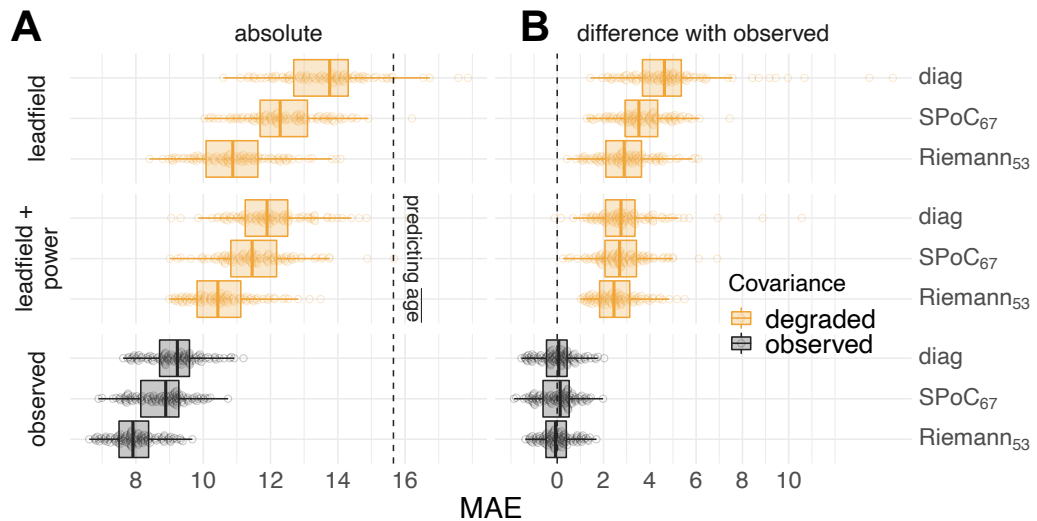 A
absolute
B
difference with observed
leadfield
diag
SPoC67
Riemann53
leadfield +
power
predicting age
diag
SPoC67
Riemann53
Covariance
degraded
observed
observed
diag
SPoC67
Riemann53
8 10 12 14 16
0 2 4 6 8 10
MAE